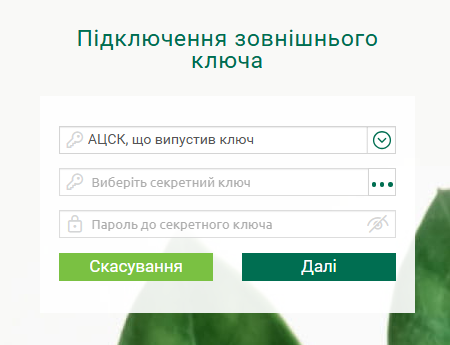 Підключення зовнішнього
ключа
АЦСК, що випустив ключ
Виберіть секретний ключ
Пароль до секретного ключа
Скасування Далі